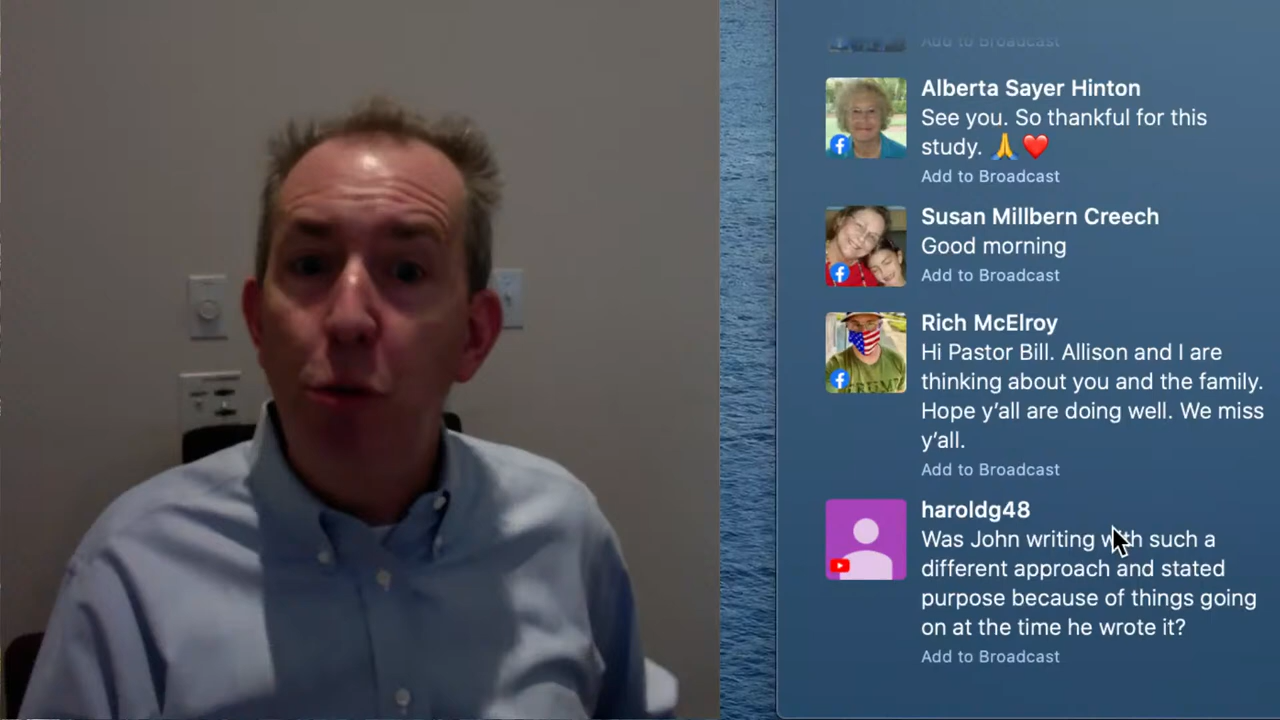 Add to Broadcast
Alberta Sayer Hinton
See you. So thankful for this
study. 🙏❤️
Add to Broadcast
Susan Millbern Creech
Good morning
Add to Broadcast
Rich McElroy
Hi Pastor Bill. Allison and I are
thinking about you and the family.
Hope y’all are doing well. We miss
y’all.
Add to Broadcast
haroldg48
Was John writing with such a
different approach and stated
purpose because of things going
on at the time he wrote it?
Add to Broadcast